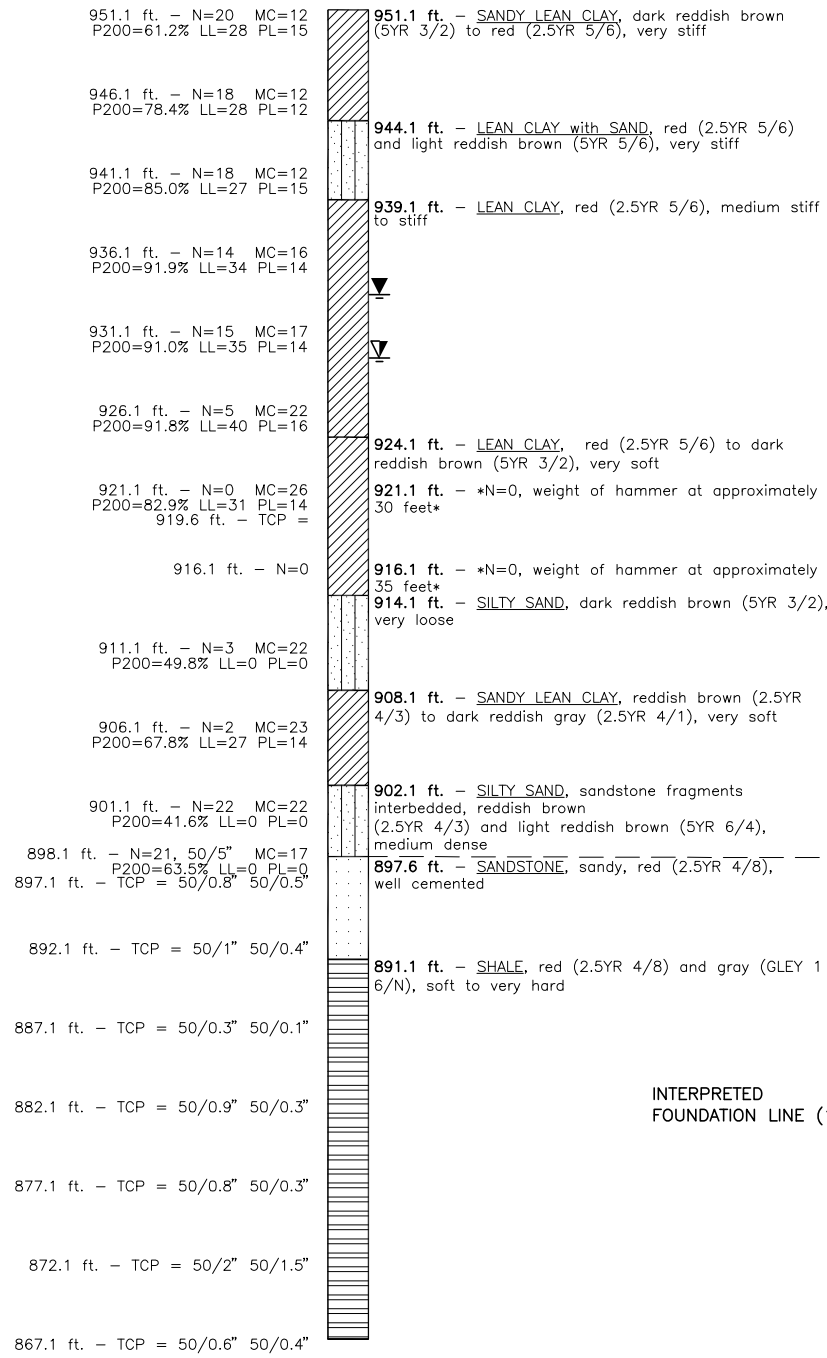 951.1 ft. – N=20 MC=12
P200=61.2% LL=28 PL=15
951.1 ft. – SANDY LEAN CLAY, dark reddish brown
(5YR 3/2) to red (2.5YR 5/6), very stiff
946.1 ft. – N=18 MC=12
P200=78.4% LL=28 PL=12
944.1 ft. – LEAN CLAY with SAND, red (2.5YR 5/6)
and light reddish brown (5YR 5/6), very stiff
941.1 ft. – N=18 MC=12
P200=85.0% LL=27 PL=15
939.1 ft. – LEAN CLAY, red (2.5YR 5/6), medium stiff
to stiff
936.1 ft. – N=14 MC=16
P200=91.9% LL=34 PL=14
931.1 ft. – N=15 MC=17
P200=91.0% LL=35 PL=14
926.1 ft. – N=5 MC=22
P200=91.8% LL=40 PL=16
924.1 ft. – LEAN CLAY, red (2.5YR 5/6) to dark
reddish brown (5YR 3/2), very soft
921.1 ft. – N=0 MC=26
P200=82.9% LL=31 PL=14
919.6 ft. – TCP =
921.1 ft. – *N=0, weight of hammer at approximately
30 feet*
916.1 ft. – N=0
916.1 ft. – *N=0, weight of hammer at approximately
35 feet*
914.1 ft. – SILTY SAND, dark reddish brown (5YR 3/2),
very loose
911.1 ft. – N=3 MC=22
P200=49.8% LL=0 PL=0
908.1 ft. – SANDY LEAN CLAY, reddish brown (2.5YR
4/3) to dark reddish gray (2.5YR 4/1), very soft
906.1 ft. – N=2 MC=23
P200=67.8% LL=27 PL=14
902.1 ft. – SILTY SAND, sandstone fragments
interbedded, reddish brown
(2.5YR 4/3) and light reddish brown (5YR 6/4),
medium dense
901.1 ft. – N=22 MC=22
P200=41.6% LL=0 PL=0
898.1 ft. – N=21, 50/5" MC=17
P200=63.5% LL=0 PL=0
897.1 ft. – TCP = 50/0.8" 50/0.5"
897.6 ft. – SANDSTONE, sandy, red (2.5YR 4/8),
well cemented
892.1 ft. – TCP = 50/1" 50/0.4"
891.1 ft. – SHALE, red (2.5YR 4/8) and gray (GLEY 1
6/N), soft to very hard
887.1 ft. – TCP = 50/0.3" 50/0.1"
882.1 ft. – TCP = 50/0.9" 50/0.3"
INTERPRETED
FOUNDATION LINE (
877.1 ft. – TCP = 50/0.8" 50/0.3"
872.1 ft. – TCP = 50/2" 50/1.5"
867.1 ft. – TCP = 50/0.6" 50/0.4"